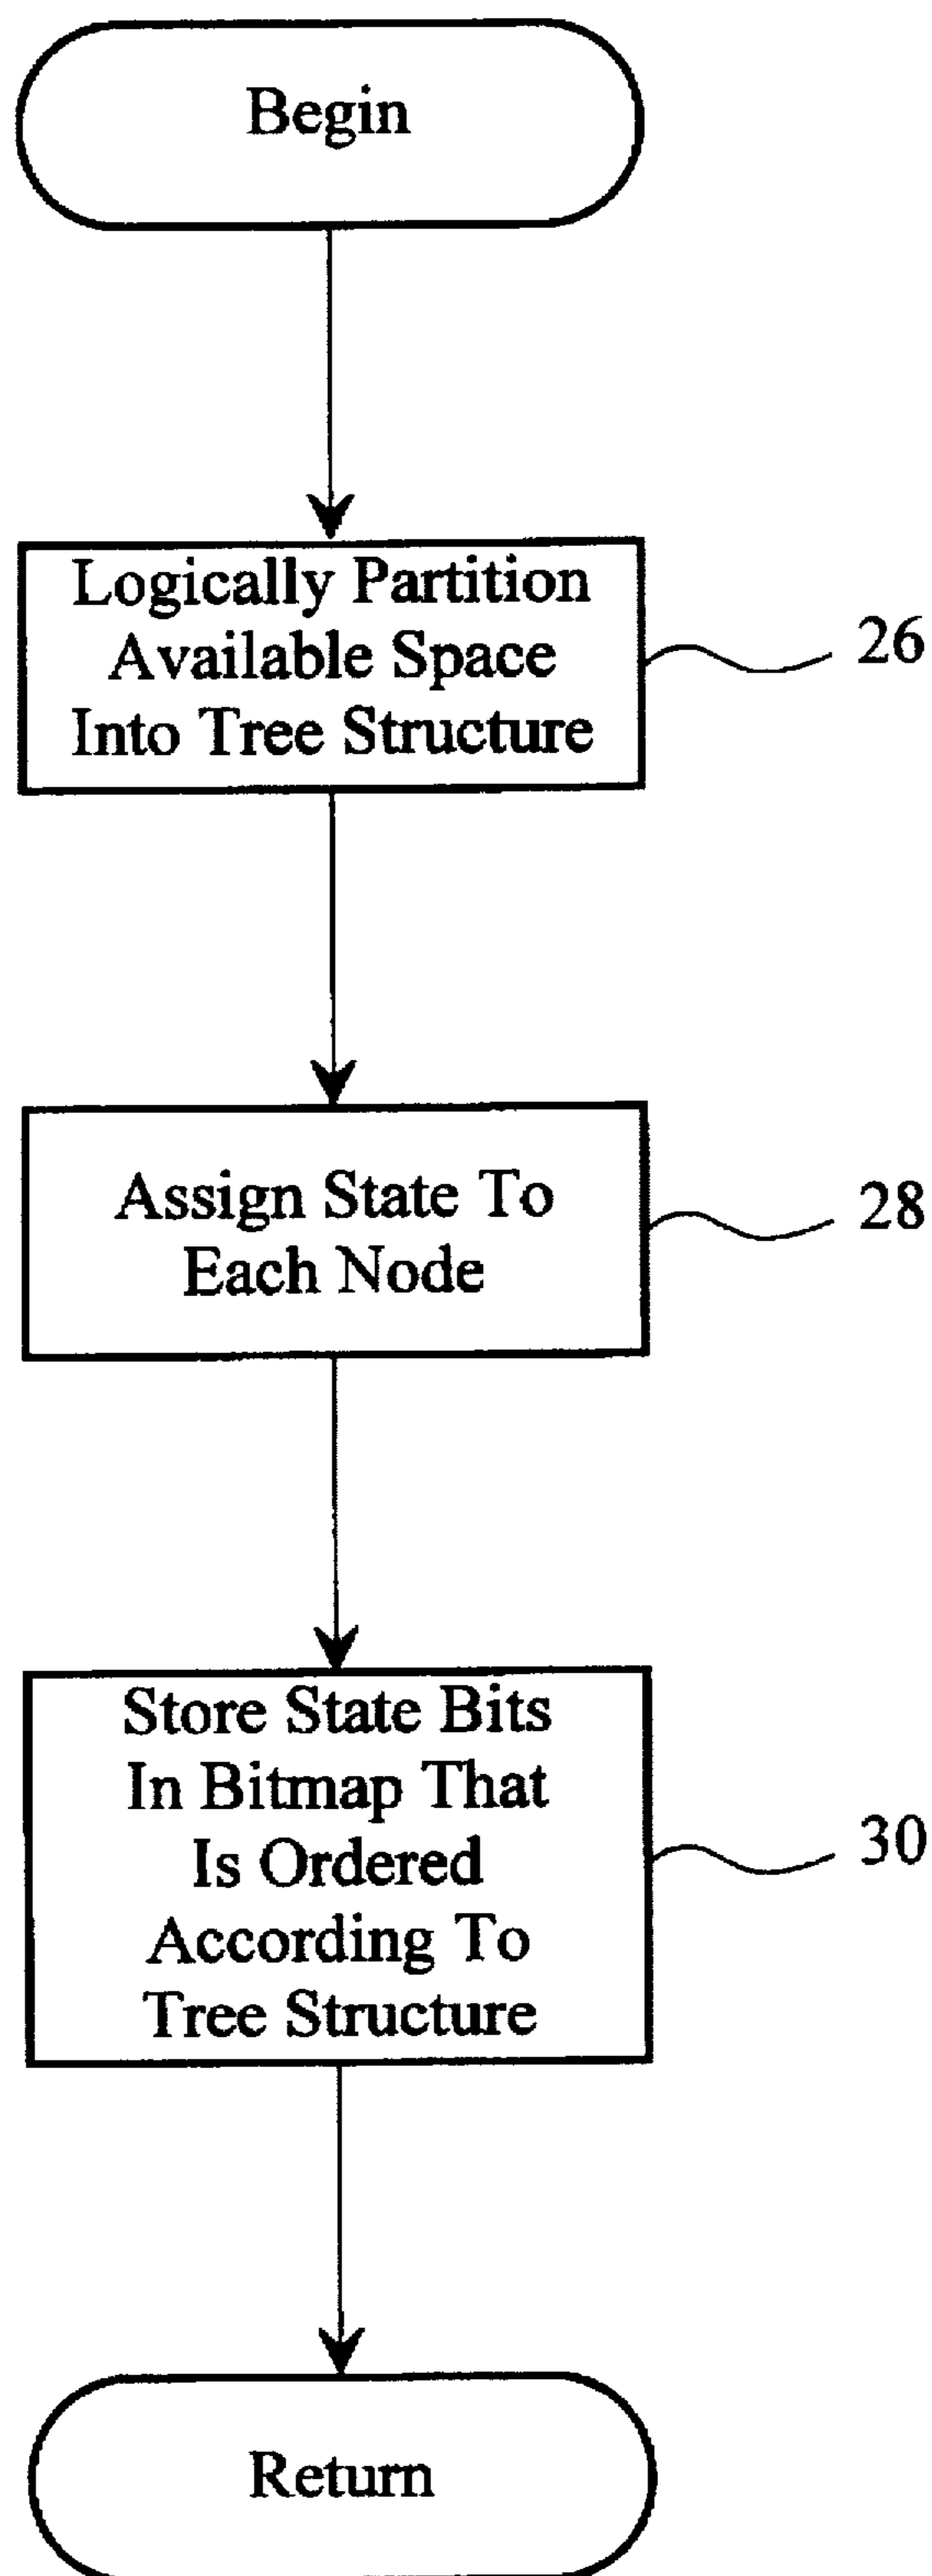 Begin
Logically Partition
Available Space
Into Tree Structure
26
Assign State To
Each Node
28
Store State Bits
In Bitmap That
Is Ordered
According To
Tree Structure
30
Return